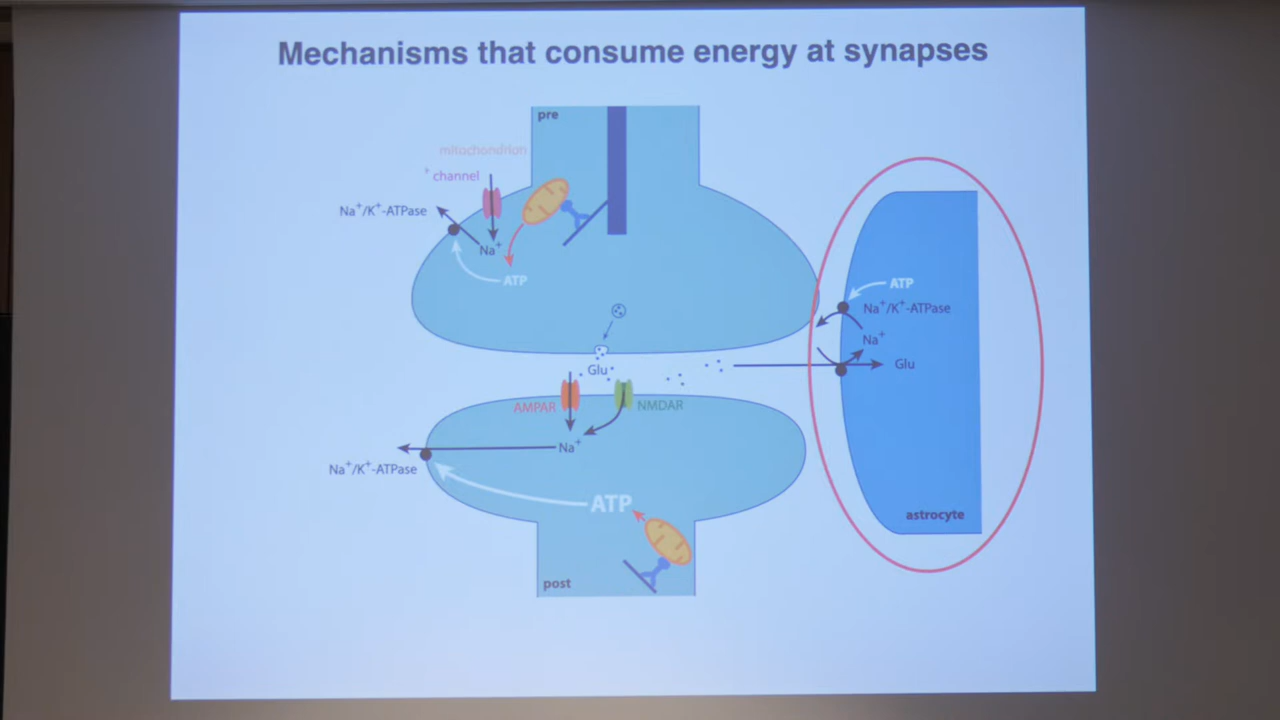 Mechanisms that consume energy at synapses
pre
mitochondrion
⁺ channel
Na⁺/K⁺-ATPase
Na⁺
ATP
ATP
Na⁺/K⁺-ATPase
Na⁺
Glu
Glu
AMPAR
NMDAR
Na⁺
Na⁺/K⁺-ATPase
ATP
astrocyte
post